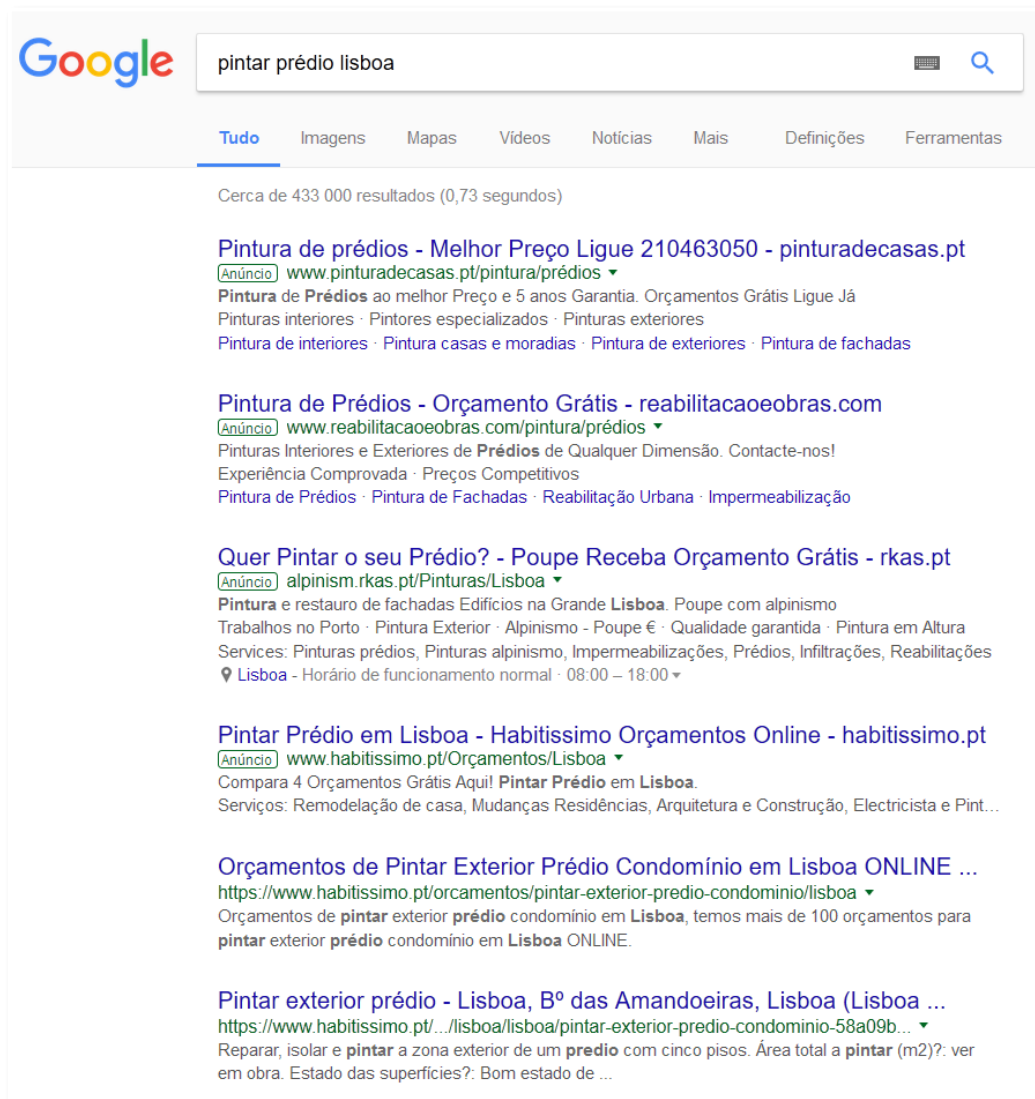 Google
pintar prédio lisboa
Tudo Imagens Mapas Vídeos Notícias Mais Definições Ferramentas
Cerca de 433 000 resultados (0,73 segundos)
Pintura de prédios - Melhor Preço Ligue 210463050 - pinturadecasas.pt
Anúncio www.pinturadecasas.pt/pintura/prédios
Pintura de Prédios ao melhor Preço e 5 anos Garantia. Orçamentos Grátis Ligue Já
Pinturas interiores · Pintores especializados · Pinturas exteriores
Pintura de interiores · Pintura casas e moradias · Pintura de exteriores · Pintura de fachadas
Pintura de Prédios - Orçamento Grátis - reabilitacaoeobras.com
Anúncio www.reabilitacaoeobras.com/pintura/prédios
Pinturas Interiores e Exteriores de Prédios de Qualquer Dimensão. Contacte-nos!
Experiência Comprovada · Preços Competitivos
Pintura de Prédios · Pintura de Fachadas · Reabilitação Urbana · Impermeabilização
Quer Pintar o seu Prédio? - Poupe Receba Orçamento Grátis - rkas.pt
Anúncio alpinism.rkas.pt/Pinturas/Lisboa
Pintura e restauro de fachadas Edifícios na Grande Lisboa. Poupe com alpinismo
Trabalhos no Porto · Pintura Exterior · Alpinismo - Poupe € · Qualidade garantida · Pintura em Altura
Services: Pinturas prédios, Pinturas alpinismo, Impermeabilizações, Prédios, Infiltrações, Reabilitações
Lisboa - Horário de funcionamento normal · 08:00 – 18:00
Pintar Prédio em Lisboa - Habitissimo Orçamentos Online - habitissimo.pt
Anúncio www.habitissimo.pt/Orçamentos/Lisboa
Compara 4 Orçamentos Grátis Aqui! Pintar Prédio em Lisboa.
Serviços: Remodelação de casa, Mudanças Residências, Arquitetura e Construção, Electricista e Pint...
Orçamentos de Pintar Exterior Prédio Condomínio em Lisboa ONLINE ...
https://www.habitissimo.pt/orcamentos/pintar-exterior-predio-condominio/lisboa
Orçamentos de pintar exterior prédio condomínio em Lisboa, temos mais de 100 orçamentos para
pintar exterior prédio condomínio em Lisboa ONLINE.
Pintar exterior prédio - Lisboa, Bº das Amandoeiras, Lisboa (Lisboa ...
https://www.habitissimo.pt/.../lisboa/lisboa/pintar-exterior-predio-condominio-58a09b...
Reparar, isolar e pintar a zona exterior de um predio com cinco pisos. Área total a pintar (m2)?: ver
em obra. Estado das superfícies?: Bom estado de ...